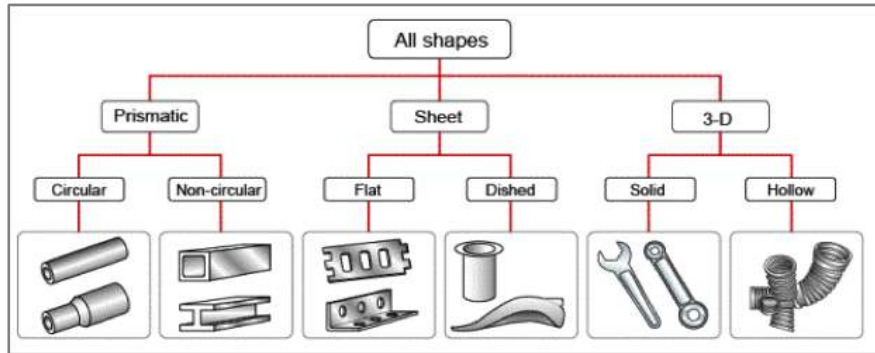 All shapes
Prismatic
Sheet
3-D
Circular
Non-circular
Flat
Dished
Solid
Hollow